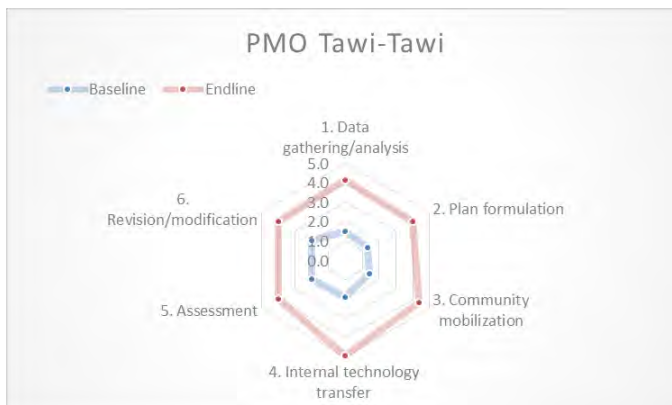 PMO Tawi-Tawi
Baseline
Endline
1. Data
gathering/analysis
5.0
4.0
3.0
2.0
1.0
0.0
2. Plan formulation
3. Community
mobilization
4. Internal technology
transfer
5. Assessment
6.
Revision/modification